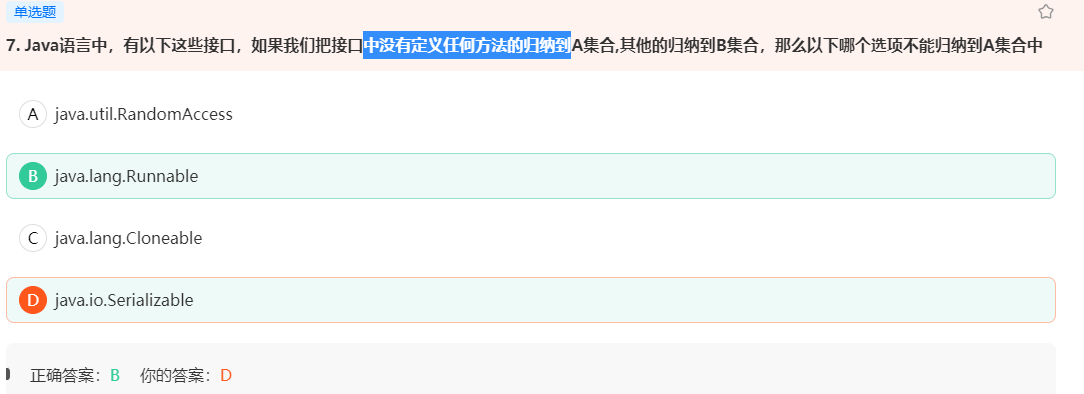 单选题
7. Java语言中，有以下这些接口，如果我们把接口中没有定义任何方法的归纳到A集合,其他的归纳到B集合，那么以下哪个选项不能归纳到A集合中
A java.util.RandomAccess
B java.lang.Runnable
C java.lang.Cloneable
D java.io.Serializable
正确答案：B 你的答案：D